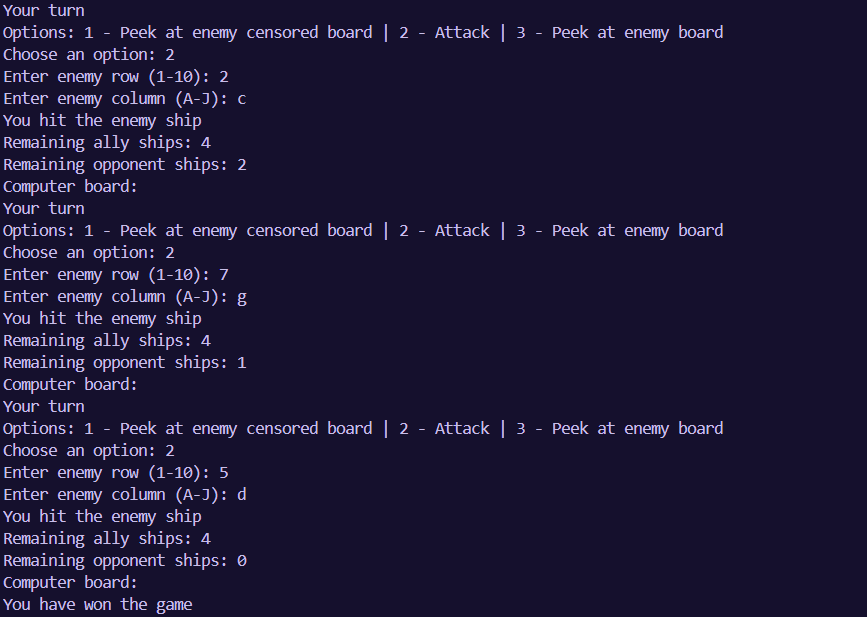 Your turn
Options: 1 - Peek at enemy censored board | 2 - Attack | 3 - Peek at enemy board
Choose an option: 2
Enter enemy row (1-10): 2
Enter enemy column (A-J): c
You hit the enemy ship
Remaining ally ships: 4
Remaining opponent ships: 2
Computer board:
Your turn
Options: 1 - Peek at enemy censored board | 2 - Attack | 3 - Peek at enemy board
Choose an option: 2
Enter enemy row (1-10): 7
Enter enemy column (A-J): g
You hit the enemy ship
Remaining ally ships: 4
Remaining opponent ships: 1
Computer board:
Your turn
Options: 1 - Peek at enemy censored board | 2 - Attack | 3 - Peek at enemy board
Choose an option: 2
Enter enemy row (1-10): 5
Enter enemy column (A-J): d
You hit the enemy ship
Remaining ally ships: 4
Remaining opponent ships: 0
Computer board:
You have won the game